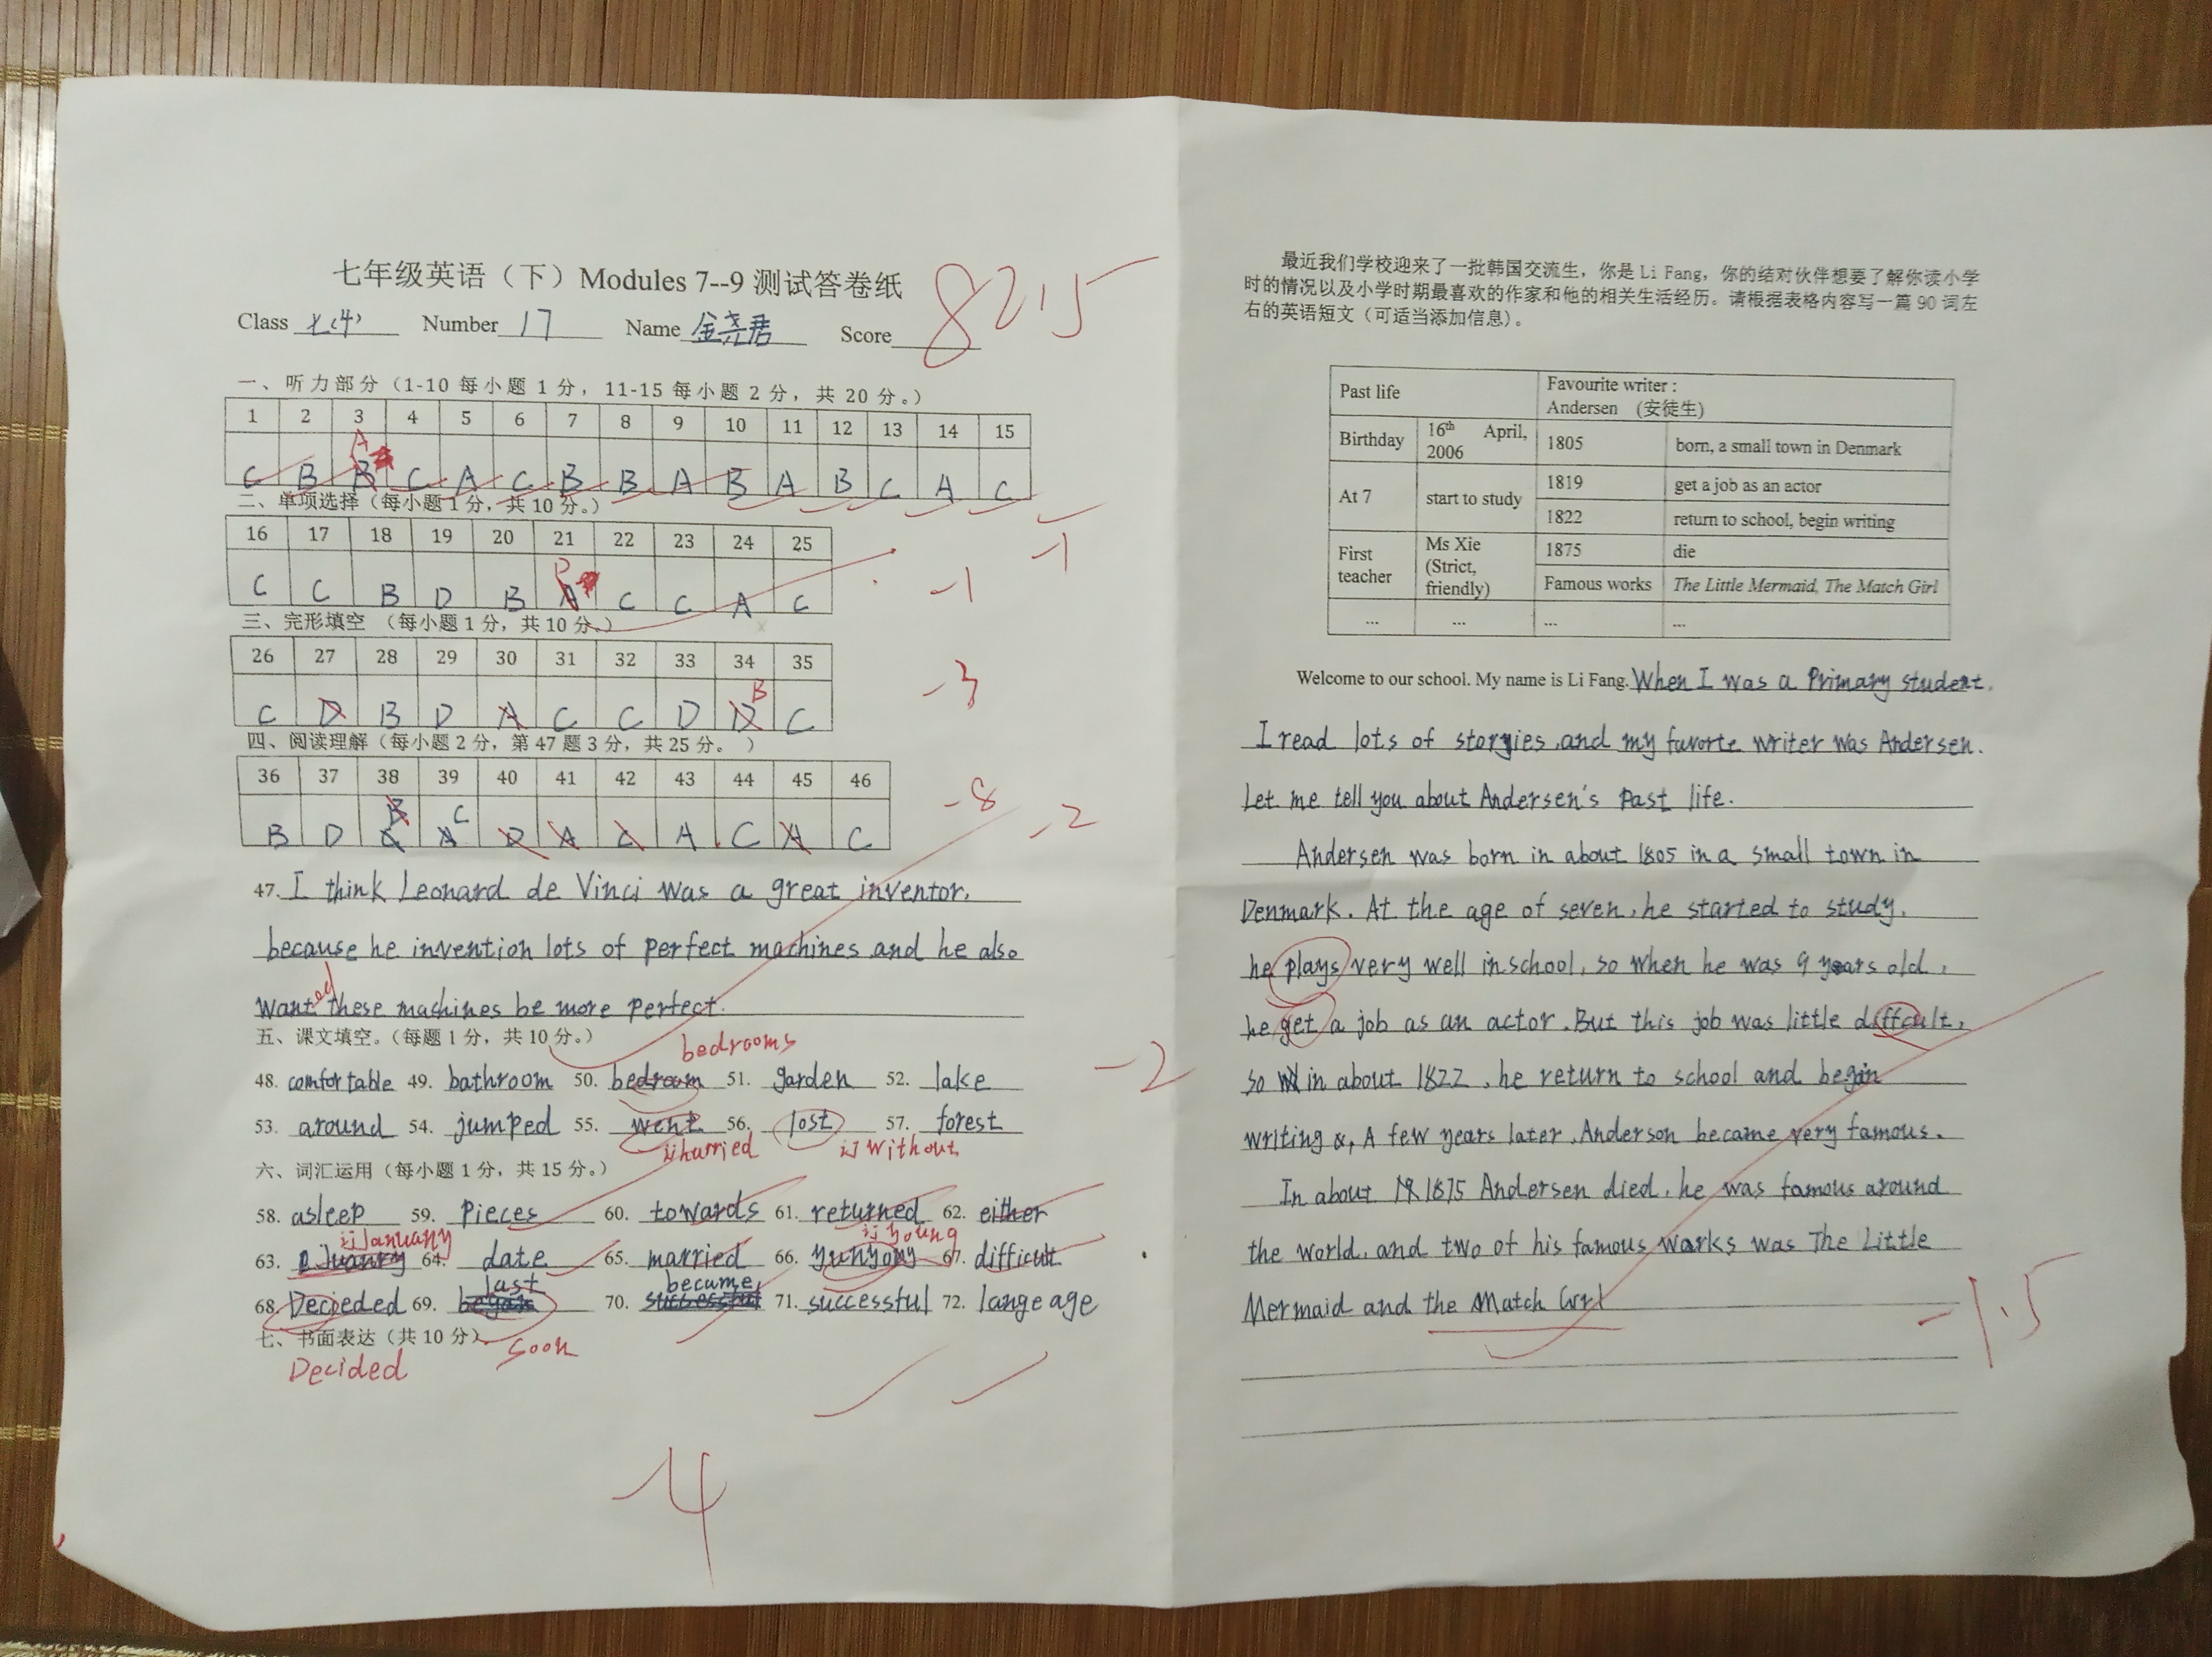 七年级英语（下）Modules 7--9 测试答卷纸
Class 七(4) Number 17 Name 金尧君 Score 82.5
一、听力部分（1-10 每小题 1 分，11-15 每小题 2 分，共 20 分。）
1 2 3 4 5 6 7 8 9 10 11 12 13 14 15
A
C B B C A C B B A B A B C A C
二、单项选择（每小题 1 分，共 10 分。）
-1
16 17 18 19 20 21 22 23 24 25
C C B D B A C C A C
-1
三、完形填空 （每小题 1 分，共 10 分。）
26 27 28 29 30 31 32 33 34 35
B
C D B D A C C D D C
-3
四、阅读理解（每小题 2 分，第 47 题 3 分，共 25 分。 ）
36 37 38 39 40 41 42 43 44 45 46
B C
B D A D A C A C A C
-8
-2
47. I think Leonard de Vinci was a great inventor.
because he invention lots of perfect machines and he also
wanted these machines be more perfect.
五、课文填空。（每题 1 分，共 10 分。）
bedrooms
48. comfortable 49. bathroom 50. bedroom 51. garden 52. lake
-2
53. around 54. jumped 55. went 56. lost 57. forest
hurried without
六、词汇运用（每小题 1 分，共 15 分。）
58. asleep 59. pieces 60. towards 61. returned 62. either
January young
63. 64. date 65. married 66. 67. difficult
last became
68. Decieded 69. began 70. successful 71. successful 72. langeage
七、书面表达（共 10 分）
soon
Decided
-4
最近我们学校迎来了一批韩国交流生，你是 Li Fang，你的结对伙伴想要了解你读小学
时的情况以及小学时期最喜欢的作家和他的相关生活经历。请根据表格内容写一篇 90 词左
右的英语短文（可适当添加信息）。
Past life Favourite writer :
Andersen （安徒生）
Birthday 16th April, 2006 1805 born, a small town in Denmark
At 7 start to study 1819 get a job as an actor
1822 return to school, begin writing
First teacher Ms Xie (Strict, friendly) 1875 die
Famous works The Little Mermaid, The Match Girl
... ... ... ...
Welcome to our school. My name is Li Fang. When I was a Primary student.
I read lots of storyies.and my favorte writer was Andersen.
Let me tell you about Andersen's Past life.
Andersen was born in about 1805 in a small town in
Denmark. At the age of seven, he started to study.
he plays very well in school, so when he was 9 years old,
he get a job as an actor. But this job was little diffcult,
so in about 1822, he return to school and begin
writing, A few years later, Anderson became very famous.
In about 1875 Andersen died, he was famous around
the world, and two of his famous works was The Little
Mermaid and the Match Girl
-1.5